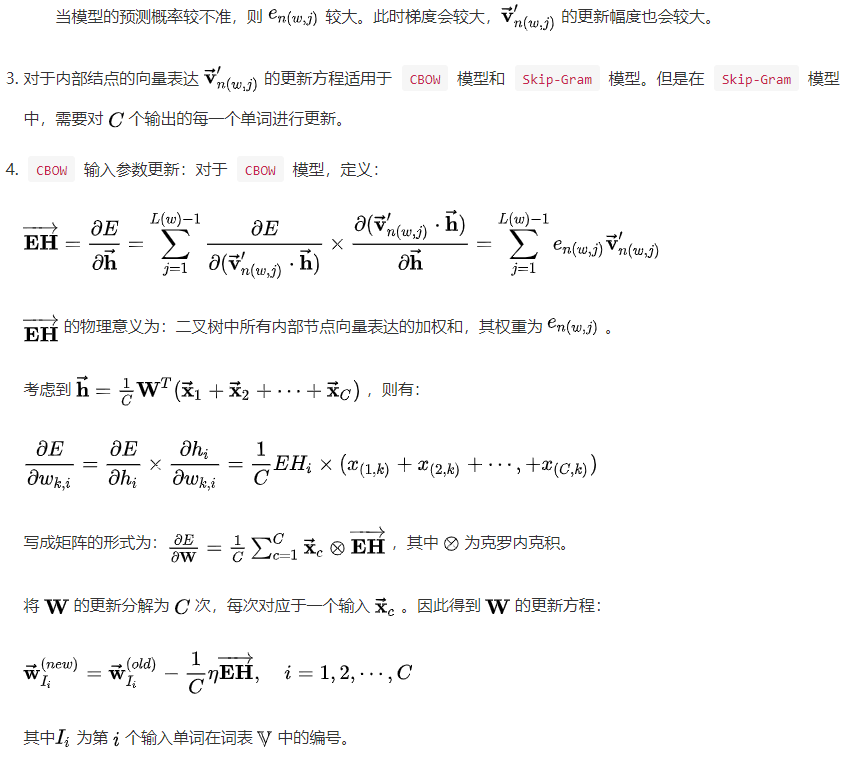 当模型的预测概率较不准，则 $e_{n(w,j)}$ 较大。此时梯度会较大，$\vec{\mathbf{v}}'_{n(w,j)}$ 的更新幅度也会较大。
3. 对于内部结点的向量表达 $\vec{\mathbf{v}}'_{n(w,j)}$ 的更新方程适用于 CBOW 模型和 Skip-Gram 模型。但是在 Skip-Gram 模型
中，需要对 $C$ 个输出的每一个单词进行更新。
4. CBOW 输入参数更新：对于 CBOW 模型，定义：
$\overrightarrow{\mathbf{EH}} = \frac{\partial E}{\partial \vec{\mathbf{h}}} = \sum_{j=1}^{L(w)-1} \frac{\partial E}{\partial (\vec{\mathbf{v}}'_{n(w,j)} \cdot \vec{\mathbf{h}})} \times \frac{\partial (\vec{\mathbf{v}}'_{n(w,j)} \cdot \vec{\mathbf{h}})}{\partial \vec{\mathbf{h}}} = \sum_{j=1}^{L(w)-1} e_{n(w,j)} \vec{\mathbf{v}}'_{n(w,j)}$
$\overrightarrow{\mathbf{EH}}$ 的物理意义为：二叉树中所有内部节点向量表达的加权和，其权重为 $e_{n(w,j)}$ 。
考虑到 $\vec{\mathbf{h}} = \frac{1}{C} \mathbf{W}^T (\vec{\mathbf{x}}_1 + \vec{\mathbf{x}}_2 + \cdots + \vec{\mathbf{x}}_C)$ ，则有：
$\frac{\partial E}{\partial w_{k,i}} = \frac{\partial E}{\partial h_i} \times \frac{\partial h_i}{\partial w_{k,i}} = \frac{1}{C} EH_i \times (x_{(1,k)} + x_{(2,k)} + \cdots, + x_{(C,k)})$
写成矩阵的形式为：$\frac{\partial E}{\partial \mathbf{W}} = \frac{1}{C} \sum_{c=1}^{C} \vec{\mathbf{x}}_c \otimes \overrightarrow{\mathbf{EH}}$ ，其中 $\otimes$ 为克罗内克积。
将 $\mathbf{W}$ 的更新分解为 $C$ 次，每次对应于一个输入 $\vec{\mathbf{x}}_c$ 。因此得到 $\mathbf{W}$ 的更新方程：
$\vec{\mathbf{w}}_{I_i}^{(new)} = \vec{\mathbf{w}}_{I_i}^{(old)} - \frac{1}{C} \eta \overrightarrow{\mathbf{EH}}, \quad i = 1, 2, \cdots, C$
其中$I_i$ 为第 $i$ 个输入单词在词表 $\mathbb{V}$ 中的编号。